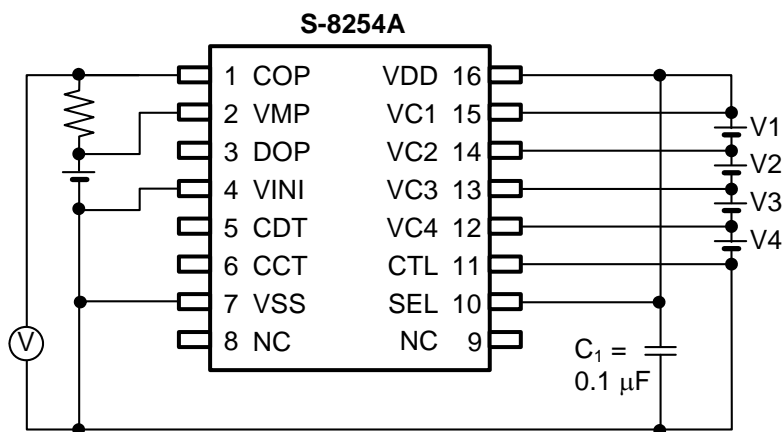 S-8254A
1 COP VDD 16
2 VMP VC1 15
3 DOP VC2 14
4 VINI VC3 13
5 CDT VC4 12
6 CCT CTL 11
7 VSS SEL 10
8 NC NC 9
V1
V2
V3
V4
V
C₁ =
0.1 μF